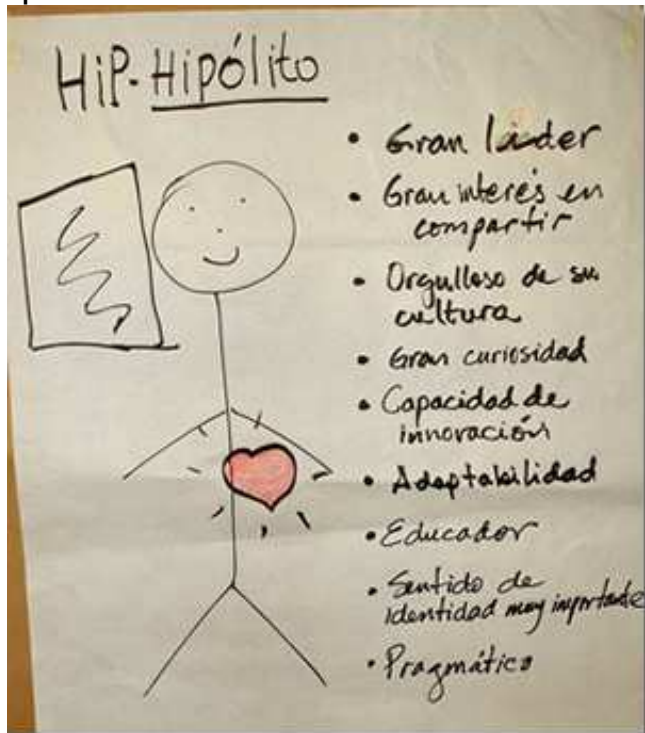 HiP-Hipólito
• Gran líder
• Gran interés en
compartir
• Orgulloso de su
cultura
• Gran curiosidad
• Capacidad de
innovación
• Adaptabilidad
• Educador
• Sentido de
identidad muy importante
• Pragmático